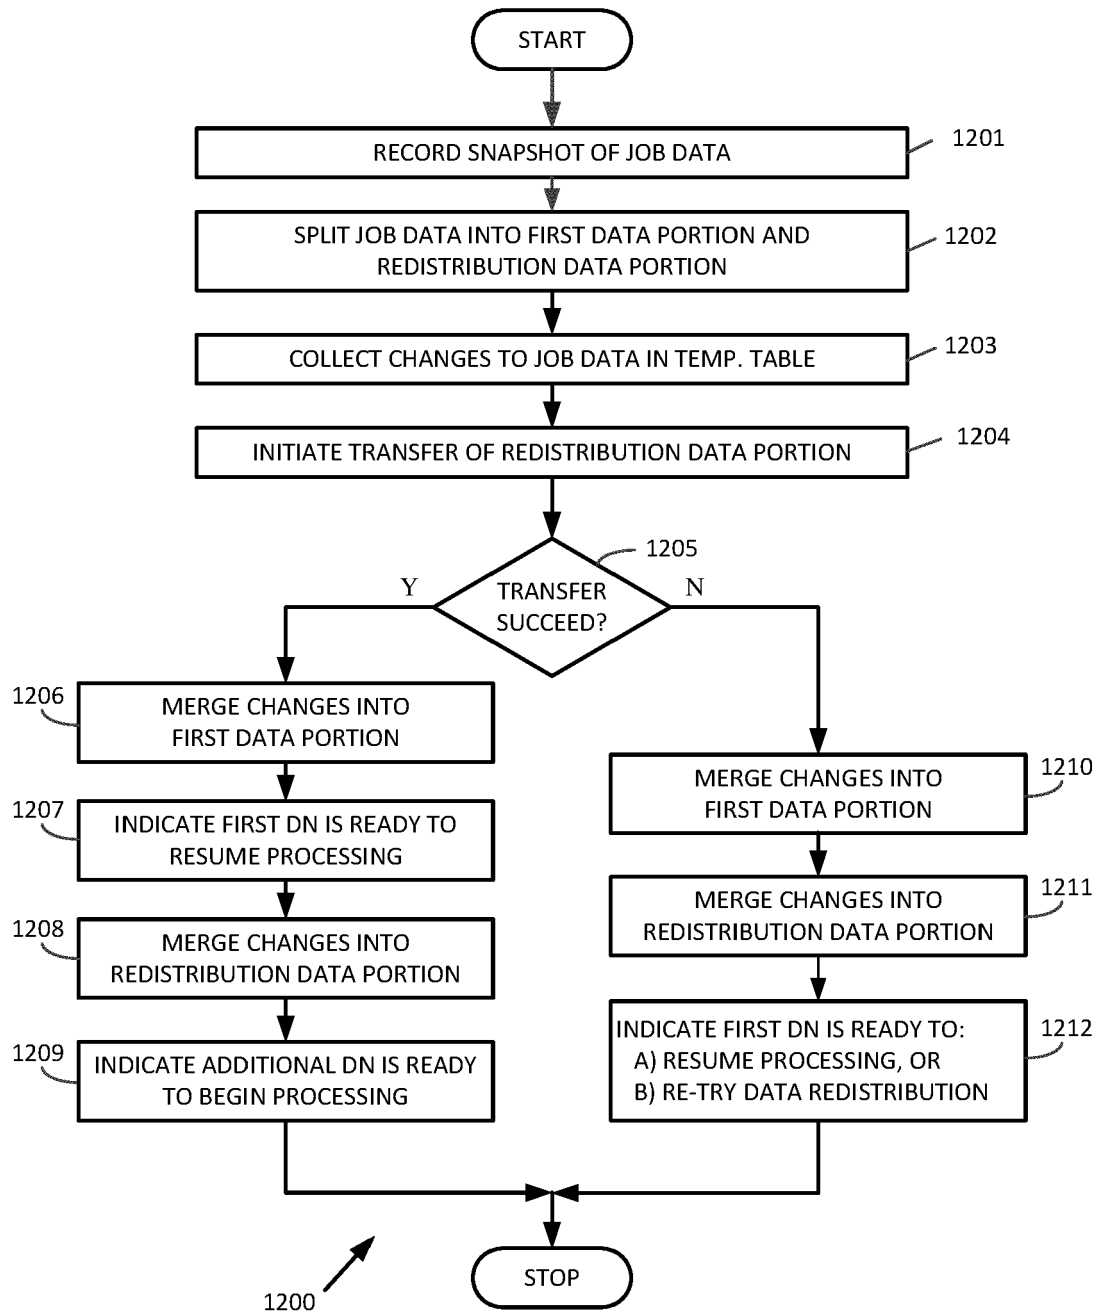 START
RECORD SNAPSHOT OF JOB DATA
1201
SPLIT JOB DATA INTO FIRST DATA PORTION AND
REDISTRIBUTION DATA PORTION
1202
COLLECT CHANGES TO JOB DATA IN TEMP. TABLE
1203
INITIATE TRANSFER OF REDISTRIBUTION DATA PORTION
1204
TRANSFER
SUCCEED?
1205
Y
N
1206
MERGE CHANGES INTO
FIRST DATA PORTION
1207
INDICATE FIRST DN IS READY TO
RESUME PROCESSING
1208
MERGE CHANGES INTO
REDISTRIBUTION DATA PORTION
1209
INDICATE ADDITIONAL DN IS READY
TO BEGIN PROCESSING
MERGE CHANGES INTO
FIRST DATA PORTION
1210
MERGE CHANGES INTO
REDISTRIBUTION DATA PORTION
1211
INDICATE FIRST DN IS READY TO:
A) RESUME PROCESSING, OR
B) RE-TRY DATA REDISTRIBUTION
1212
STOP
1200